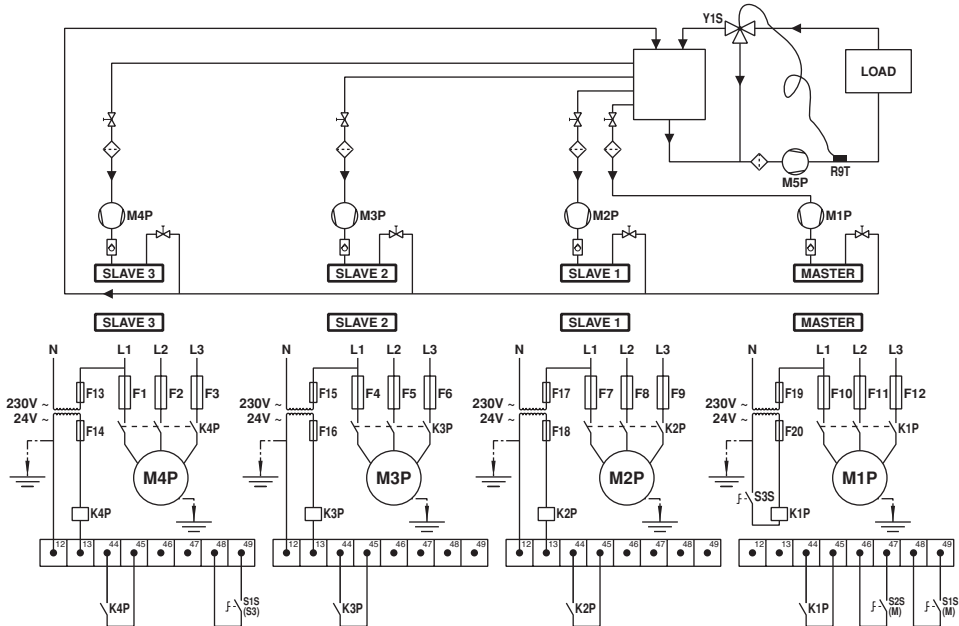 Y1S
LOAD
M5P
R9T
M4P M3P M2P M1P
SLAVE 3 SLAVE 2 SLAVE 1 MASTER
SLAVE 3 SLAVE 2 SLAVE 1 MASTER
N L1 L2 L3 N L1 L2 L3 N L1 L2 L3 N L1 L2 L3
F13 F1 F2 F3 F15 F4 F5 F6 F17 F7 F8 F9 F19 F10 F11 F12
230V ~ 230V ~ 230V ~ 230V ~
24V ~ 24V ~ 24V ~ 24V ~
F14 K4P F16 K3P F18 K2P F20 K1P
M4P M3P M2P M1P
S3S
K4P K3P K2P K1P
12 13 44 45 46 47 48 49 12 13 44 45 46 47 48 49 12 13 44 45 46 47 48 49 12 13 44 45 46 47 48 49
K4P S1S K3P K2P K1P S2S S1S
(S3) (M) (M)